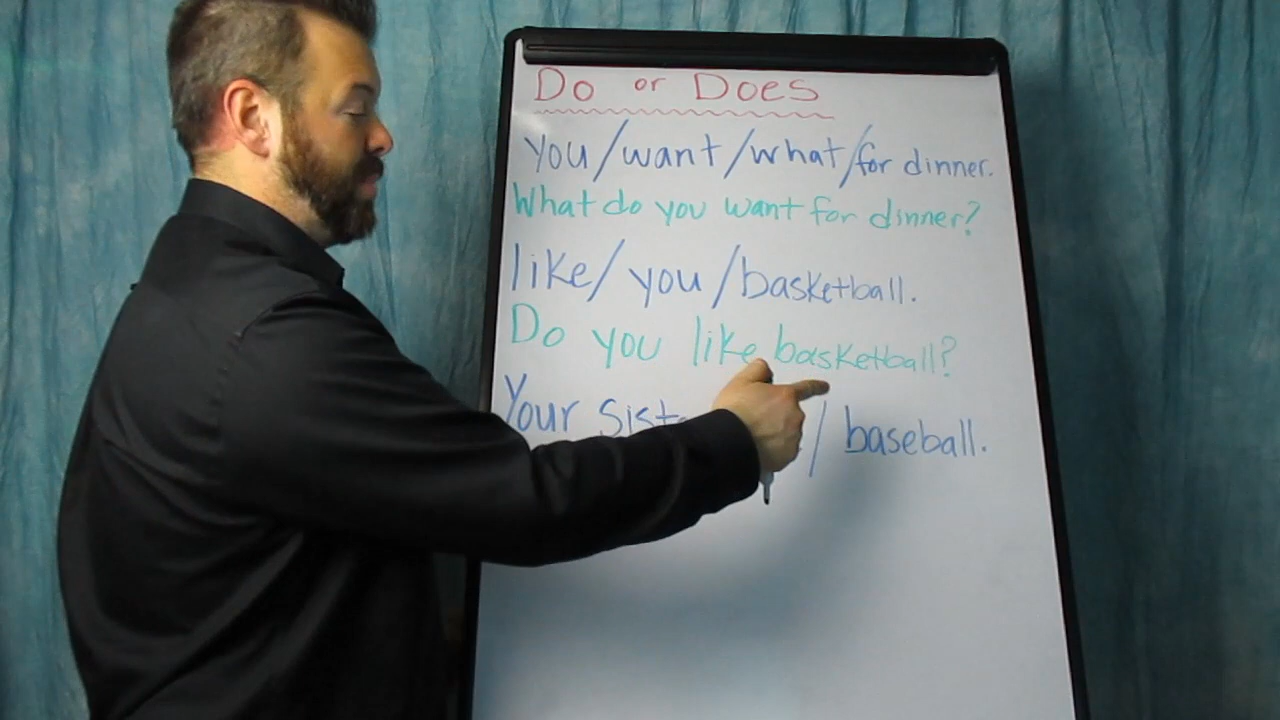 Do or Does
You/want/what/for dinner.
What do you want for dinner?
like/you/basketball.
Do you like basketball?
Your / baseball.